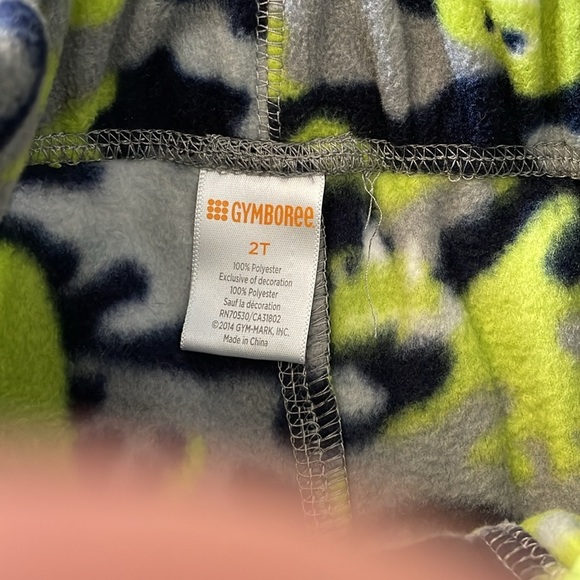 GYMBOREE
2T
100% Polyester
Exclusive of decoration
100% Polyester
Sauf la décoration
RN70530/CA31802
©2014 GYM-MARK, INC.
Made in China